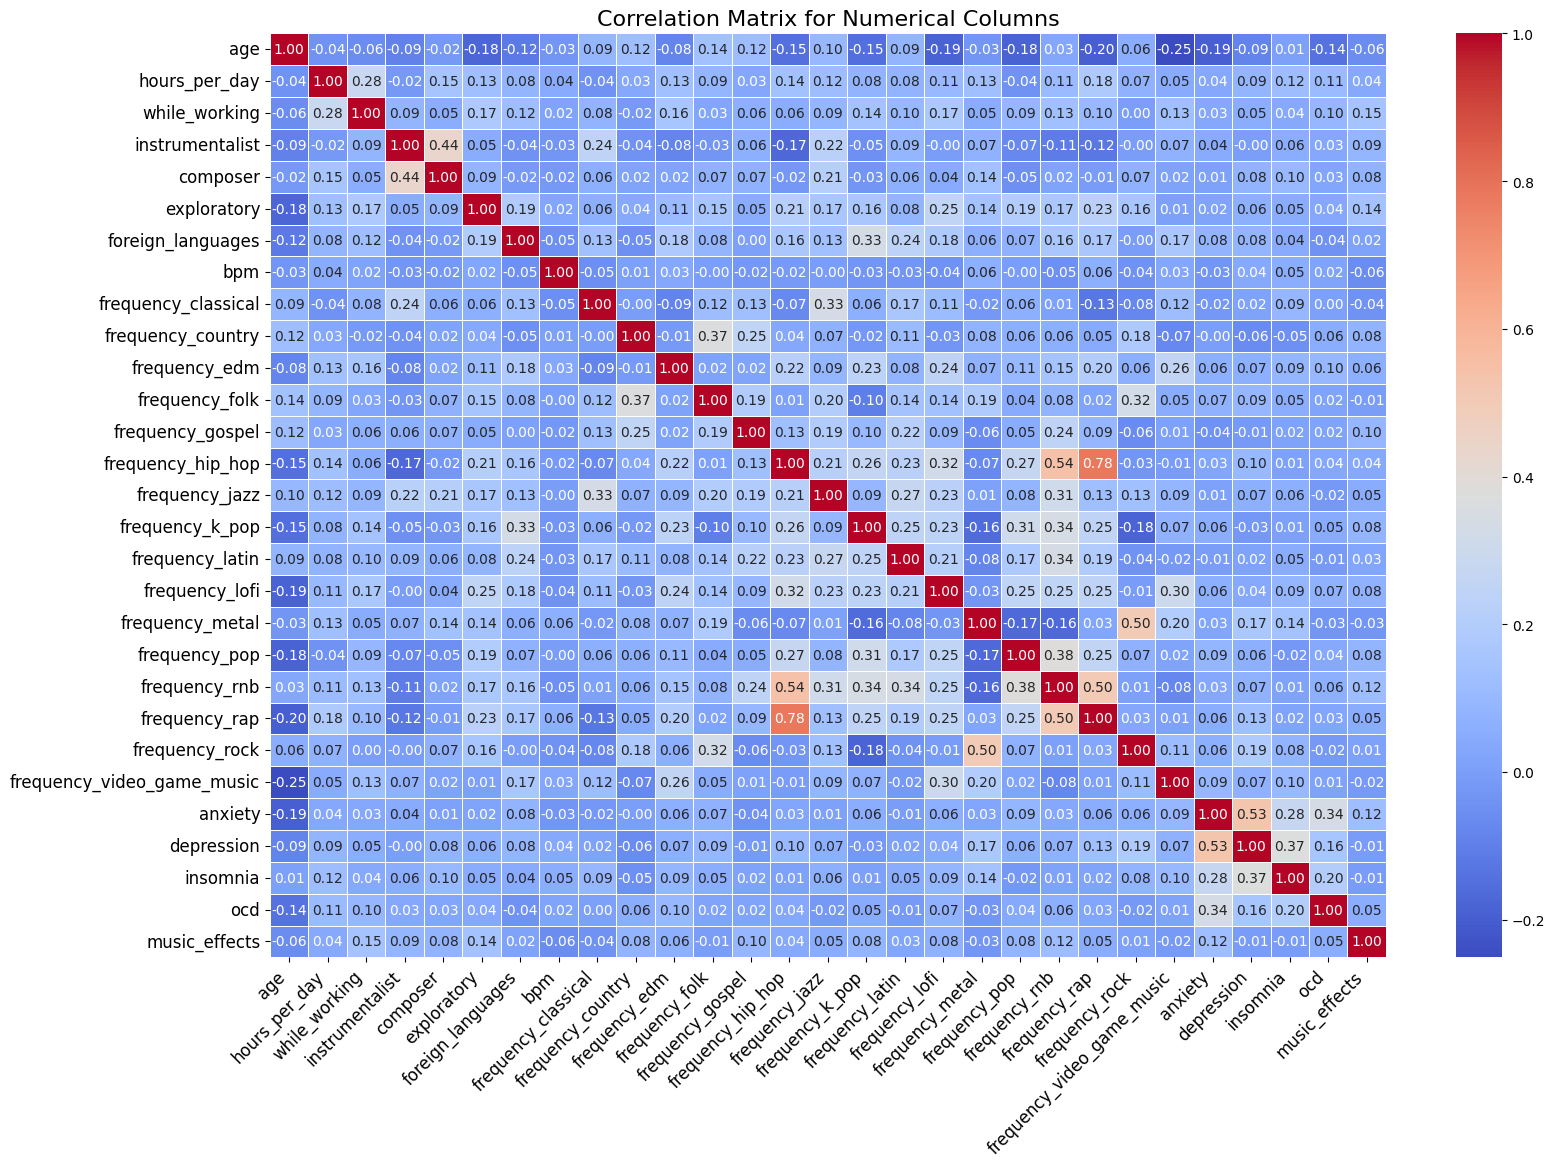 Correlation Matrix for Numerical Columns
age 1.00 -0.04 -0.06 -0.09 -0.02 -0.18 -0.12 -0.03 0.09 0.12 -0.08 0.14 0.12 -0.15 0.10 -0.15 0.09 -0.19 -0.03 -0.18 0.03 -0.20 0.06 -0.25 -0.19 -0.09 0.01 -0.14 -0.06
hours_per_day -0.04 1.00 0.28 -0.02 0.15 0.13 0.08 0.04 -0.04 0.03 0.13 0.09 0.03 0.14 0.12 0.08 0.08 0.11 0.13 -0.04 0.11 0.18 0.07 0.05 0.04 0.09 0.12 0.11 0.04
while_working -0.06 0.28 1.00 0.09 0.05 0.17 0.12 0.02 0.08 -0.02 0.16 0.03 0.06 0.06 0.09 0.14 0.10 0.17 0.05 0.09 0.13 0.10 0.00 0.13 0.03 0.05 0.04 0.10 0.15
instrumentalist -0.09 -0.02 0.09 1.00 0.44 0.05 -0.04 -0.03 0.24 -0.04 -0.08 -0.03 0.06 -0.17 0.22 -0.05 0.09 -0.00 0.07 -0.07 -0.11 -0.12 -0.00 0.07 0.04 -0.00 0.06 0.03 0.09
composer -0.02 0.15 0.05 0.44 1.00 0.09 -0.02 -0.02 0.06 0.02 0.02 0.07 0.07 -0.02 0.21 -0.03 0.06 0.04 0.14 -0.05 0.02 -0.01 0.07 0.02 0.01 0.08 0.10 0.03 0.08
exploratory -0.18 0.13 0.17 0.05 0.09 1.00 0.19 0.02 0.06 0.04 0.11 0.15 0.05 0.21 0.17 0.16 0.08 0.25 0.14 0.19 0.17 0.23 0.16 0.01 0.02 0.06 0.05 0.04 0.14
foreign_languages -0.12 0.08 0.12 -0.04 -0.02 0.19 1.00 -0.05 0.13 -0.05 0.18 0.08 0.00 0.16 0.13 0.33 0.24 0.18 0.06 0.07 0.16 0.17 -0.00 0.17 0.08 0.08 0.04 -0.04 0.02
bpm -0.03 0.04 0.02 -0.03 -0.02 0.02 -0.05 1.00 -0.05 0.01 0.03 -0.00 -0.02 -0.02 -0.00 -0.03 -0.03 -0.04 0.06 -0.00 -0.05 0.06 -0.04 0.03 -0.03 0.04 0.05 0.02 -0.06
frequency_classical 0.09 -0.04 0.08 0.24 0.06 0.06 0.13 -0.05 1.00 -0.00 -0.09 0.12 0.13 -0.07 0.33 0.06 0.17 0.11 -0.02 0.06 0.01 -0.13 -0.08 0.12 -0.02 0.02 0.09 0.00 -0.04
frequency_country 0.12 0.03 -0.02 -0.04 0.02 0.04 -0.05 0.01 -0.00 1.00 -0.01 0.37 0.25 0.04 0.07 -0.02 0.11 -0.03 0.08 0.06 0.06 0.05 0.18 -0.07 -0.00 -0.06 -0.05 0.06 0.08
frequency_edm -0.08 0.13 0.16 -0.08 0.02 0.11 0.18 0.03 -0.09 -0.01 1.00 0.02 0.02 0.22 0.09 0.23 0.08 0.24 0.07 0.11 0.15 0.20 0.06 0.26 0.06 0.07 0.09 0.10 0.06
frequency_folk 0.14 0.09 0.03 -0.03 0.07 0.15 0.08 -0.00 0.12 0.37 0.02 1.00 0.19 0.01 0.20 -0.10 0.14 0.14 0.19 0.04 0.08 0.02 0.32 0.05 0.07 0.09 0.05 0.02 -0.01
frequency_gospel 0.12 0.03 0.06 0.06 0.07 0.05 0.00 -0.02 0.13 0.25 0.02 0.19 1.00 0.13 0.19 0.10 0.22 0.09 -0.06 0.05 0.24 0.09 -0.06 0.01 -0.04 -0.01 0.02 0.02 0.10
frequency_hip_hop -0.15 0.14 0.06 -0.17 -0.02 0.21 0.16 -0.02 -0.07 0.04 0.22 0.01 0.13 1.00 0.21 0.26 0.23 0.32 -0.07 0.27 0.54 0.78 -0.03 -0.01 0.03 0.10 0.01 0.04 0.04
frequency_jazz 0.10 0.12 0.09 0.22 0.21 0.17 0.13 -0.00 0.33 0.07 0.09 0.20 0.19 0.21 1.00 0.09 0.27 0.23 0.01 0.08 0.31 0.13 0.13 0.09 0.01 0.07 0.06 -0.02 0.05
frequency_k_pop -0.15 0.08 0.14 -0.05 -0.03 0.16 0.33 -0.03 0.06 -0.02 0.23 -0.10 0.10 0.26 0.09 1.00 0.25 0.23 -0.16 0.31 0.34 0.25 -0.18 0.07 0.06 -0.03 0.01 0.05 0.08
frequency_latin 0.09 0.08 0.10 0.09 0.06 0.08 0.24 -0.03 0.17 0.11 0.08 0.14 0.22 0.23 0.27 0.25 1.00 0.21 -0.08 0.17 0.34 0.19 -0.04 -0.02 -0.01 0.02 0.05 -0.01 0.03
frequency_lofi -0.19 0.11 0.17 -0.00 0.04 0.25 0.18 -0.04 0.11 -0.03 0.24 0.14 0.09 0.32 0.23 0.23 0.21 1.00 -0.03 0.25 0.25 0.25 -0.01 0.30 0.06 0.04 0.09 0.07 0.08
frequency_metal -0.03 0.13 0.05 0.07 0.14 0.14 0.06 0.06 -0.02 0.08 0.07 0.19 -0.06 -0.07 0.01 -0.16 -0.08 -0.03 1.00 -0.17 -0.16 0.03 0.50 0.20 0.03 0.17 0.14 -0.03 -0.03
frequency_pop -0.18 -0.04 0.09 -0.07 -0.05 0.19 0.07 -0.00 0.06 0.06 0.11 0.04 0.05 0.27 0.08 0.31 0.17 0.25 -0.17 1.00 0.38 0.25 0.07 0.02 0.09 0.06 -0.02 0.04 0.08
frequency_rnb 0.03 0.11 0.13 -0.11 0.02 0.17 0.16 -0.05 0.01 0.06 0.15 0.08 0.24 0.54 0.31 0.34 0.34 0.25 -0.16 0.38 1.00 0.50 0.01 -0.08 0.03 0.07 0.01 0.06 0.12
frequency_rap -0.20 0.18 0.10 -0.12 -0.01 0.23 0.17 0.06 -0.13 0.05 0.20 0.02 0.09 0.78 0.13 0.25 0.19 0.25 0.03 0.25 0.50 1.00 0.03 0.01 0.06 0.13 0.02 0.03 0.05
frequency_rock 0.06 0.07 0.00 -0.00 0.07 0.16 -0.00 -0.04 -0.08 0.18 0.06 0.32 -0.06 -0.03 0.13 -0.18 -0.04 -0.01 0.50 0.07 0.01 0.03 1.00 0.11 0.06 0.19 0.08 -0.02 0.01
frequency_video_game_music -0.25 0.05 0.13 0.07 0.02 0.01 0.17 0.03 0.12 -0.07 0.26 0.05 0.01 -0.01 0.09 0.07 -0.02 0.30 0.20 0.02 -0.08 0.01 0.11 1.00 0.09 0.07 0.10 0.01 -0.02
anxiety -0.19 0.04 0.03 0.04 0.01 0.02 0.08 -0.03 -0.02 -0.00 0.06 0.07 -0.04 0.03 0.01 0.06 -0.01 0.06 0.03 0.09 0.03 0.06 0.06 0.09 1.00 0.53 0.28 0.34 0.12
depression -0.09 0.09 0.05 -0.00 0.08 0.06 0.08 0.04 0.02 -0.06 0.07 0.09 -0.01 0.10 0.07 -0.03 0.02 0.04 0.17 0.06 0.07 0.13 0.19 0.07 0.53 1.00 0.37 0.16 -0.01
insomnia 0.01 0.12 0.04 0.06 0.10 0.05 0.04 0.05 0.09 -0.05 0.09 0.05 0.02 0.01 0.06 0.01 0.05 0.09 0.14 -0.02 0.01 0.02 0.08 0.10 0.28 0.37 1.00 0.20 -0.01
ocd -0.14 0.11 0.10 0.03 0.03 0.04 -0.04 0.02 0.00 0.06 0.10 0.02 0.02 0.04 -0.02 0.05 -0.01 0.07 -0.03 0.04 0.06 0.03 -0.02 0.01 0.34 0.16 0.20 1.00 0.05
music_effects -0.06 0.04 0.15 0.09 0.08 0.14 0.02 -0.06 -0.04 0.08 0.06 -0.01 0.10 0.04 0.05 0.08 0.03 0.08 -0.03 0.08 0.12 0.05 0.01 -0.02 0.12 -0.01 -0.01 0.05 1.00
age
hours_per_day
while_working
instrumentalist
composer
exploratory
foreign_languages
bpm
frequency_classical
frequency_country
frequency_edm
frequency_folk
frequency_gospel
frequency_hip_hop
frequency_jazz
frequency_k_pop
frequency_latin
frequency_lofi
frequency_metal
frequency_pop
frequency_rnb
frequency_rap
frequency_rock
frequency_video_game_music
anxiety
depression
insomnia
ocd
music_effects
1.0
0.8
0.6
0.4
0.2
0.0
−0.2